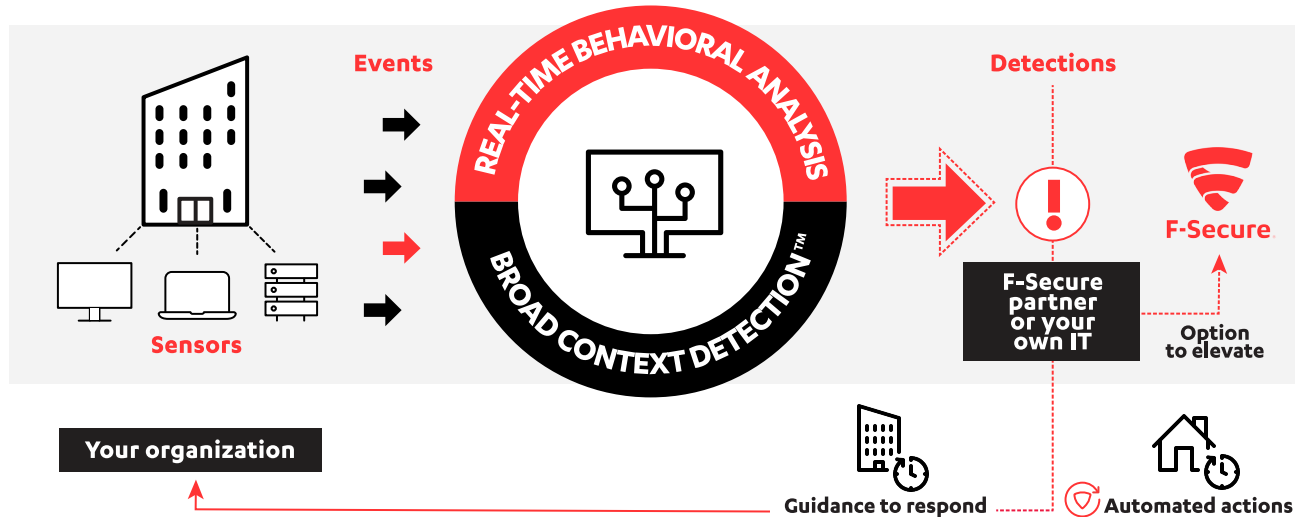 Events
REAL-TIME BEHAVIORAL ANALYSIS
Detections
F-Secure
BROAD CONTEXT DETECTION™
F-Secure
partner
or your
own IT
Option
to elevate
Sensors
Your organization
Guidance to respond
Automated actions